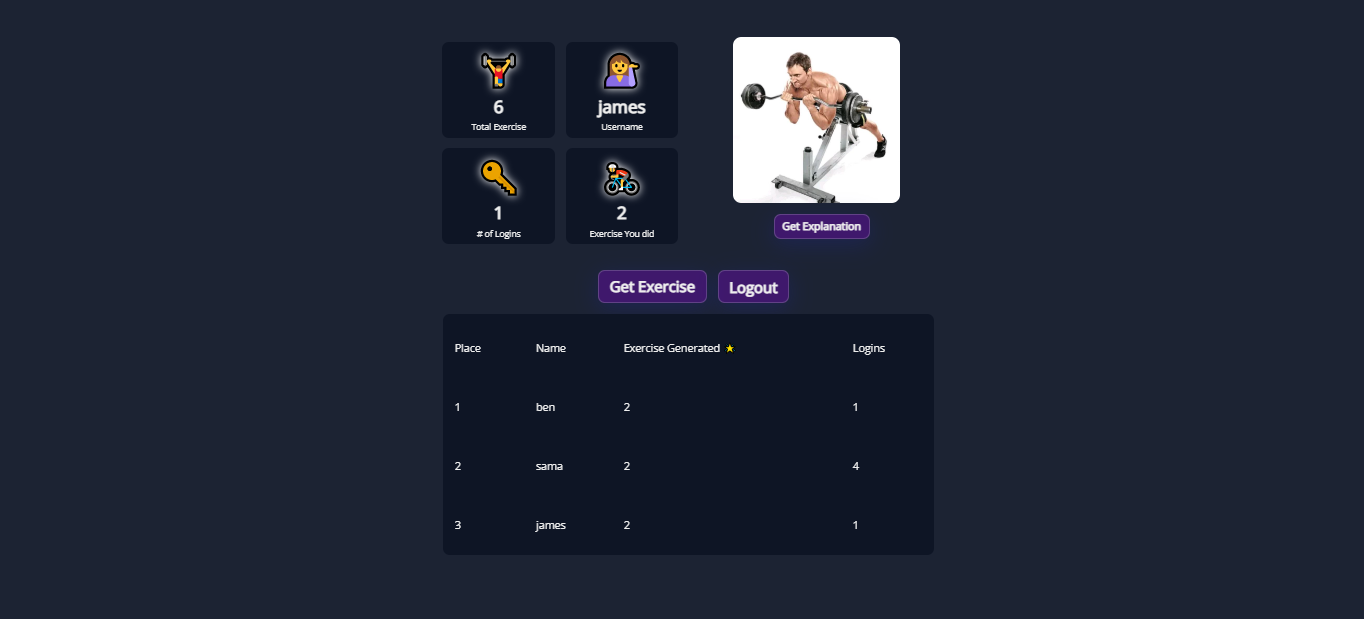 6
Total Exercise
james
Username
1
# of Logins
2
Exercise You did
Get Explanation
Get Exercise
Logout
Place Name Exercise Generated ★ Logins
1 ben 2 1
2 sama 2 4
3 james 2 1